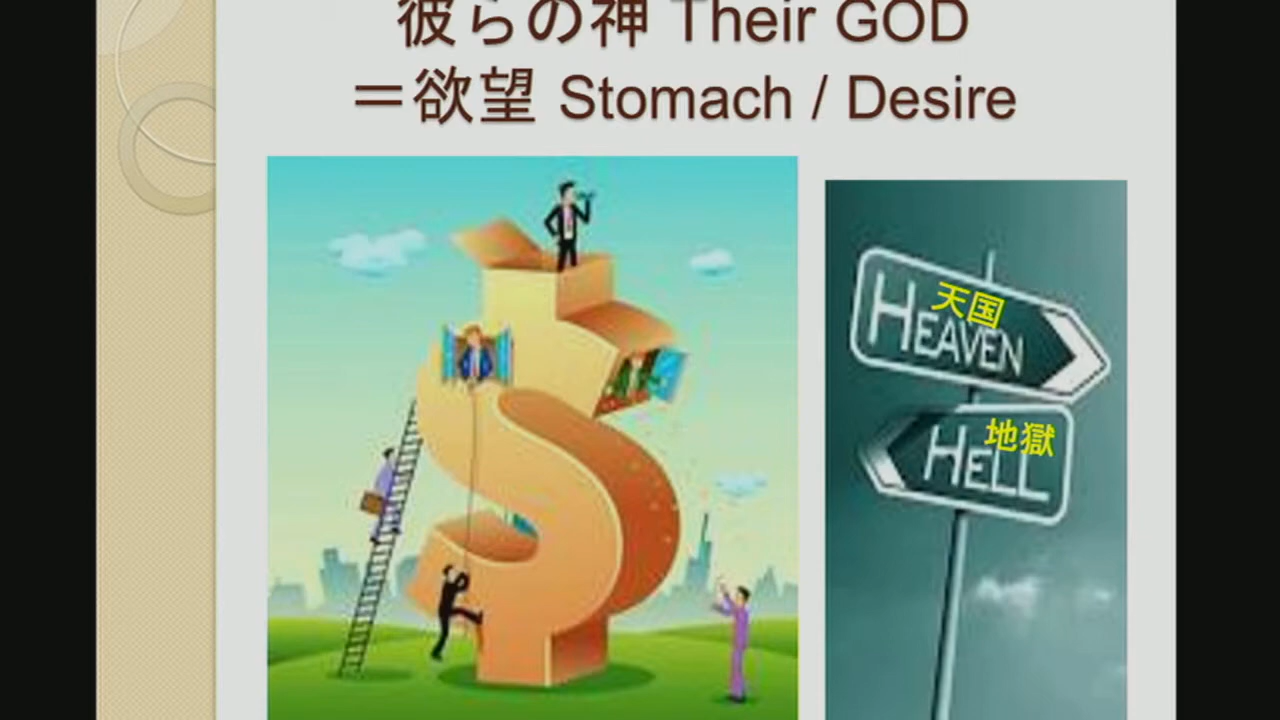 彼らの神 Their GOD
＝欲望 Stomach / Desire
天国
HEAVEN
地獄
HELL